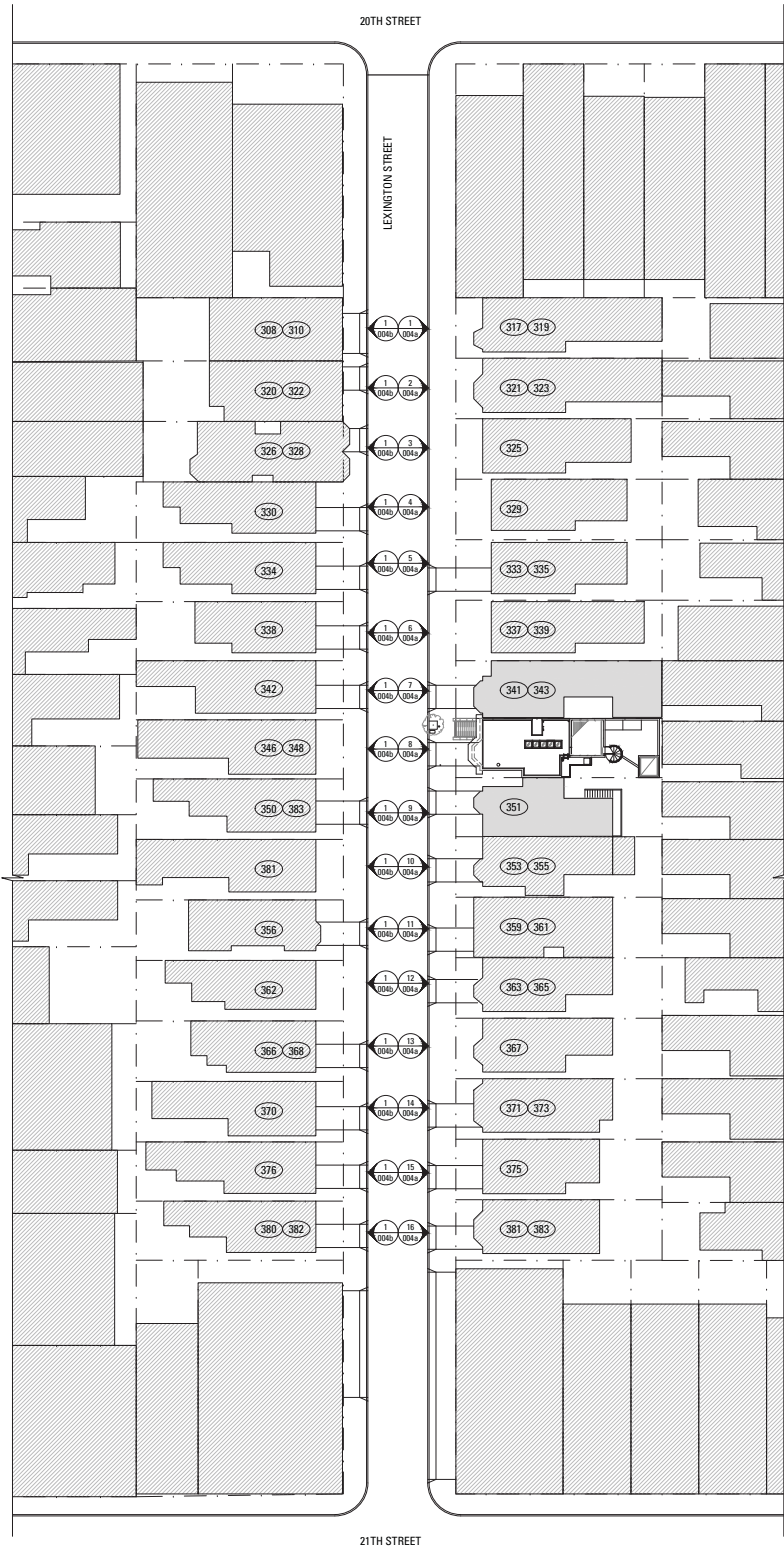 20TH STREET
LEXINGTON STREET
308 310 1 1 317 319
004b 004a
320 322 1 2 321 323
004b 004a
326 328 1 3 325
004b 004a
330 1 4 329
004b 004a
334 1 5 333 335
004b 004a
338 1 6 337 339
004b 004a
342 1 7 341 343
004b 004a
346 348 1 8
004b 004a
350 383 1 9 351
004b 004a
381 1 10 353 355
004b 004a
356 1 11 359 361
004b 004a
362 1 12 363 365
004b 004a
366 368 1 13 367
004b 004a
370 1 14 371 373
004b 004a
376 1 15 375
004b 004a
380 382 1 16 381 383
004b 004a
21TH STREET